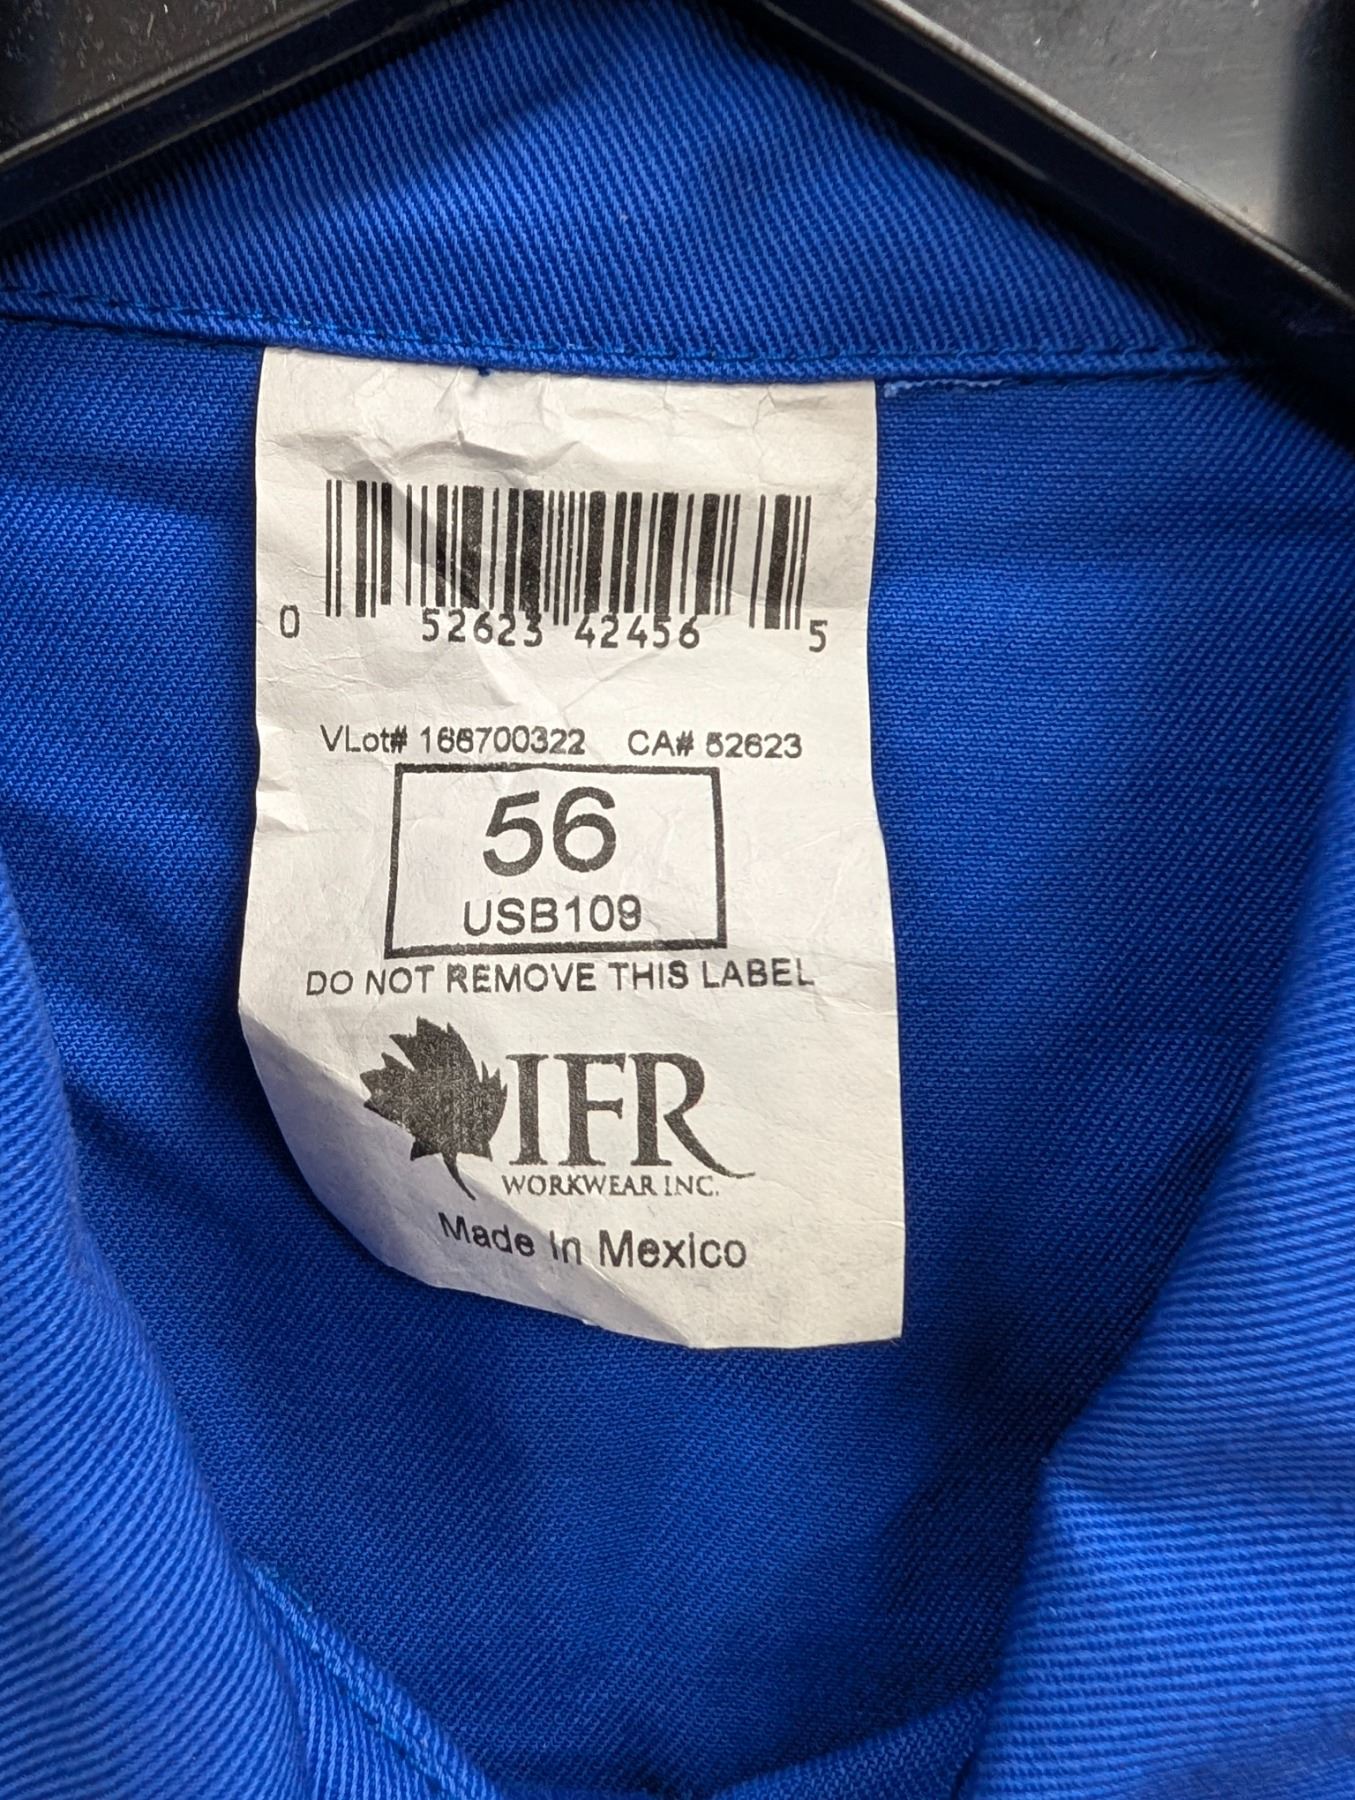 0 52623 42456 5
VLot# 166700322 CA# 52623
56
USB109
DO NOT REMOVE THIS LABEL
IFR
WORKWEAR INC.
Made In Mexico